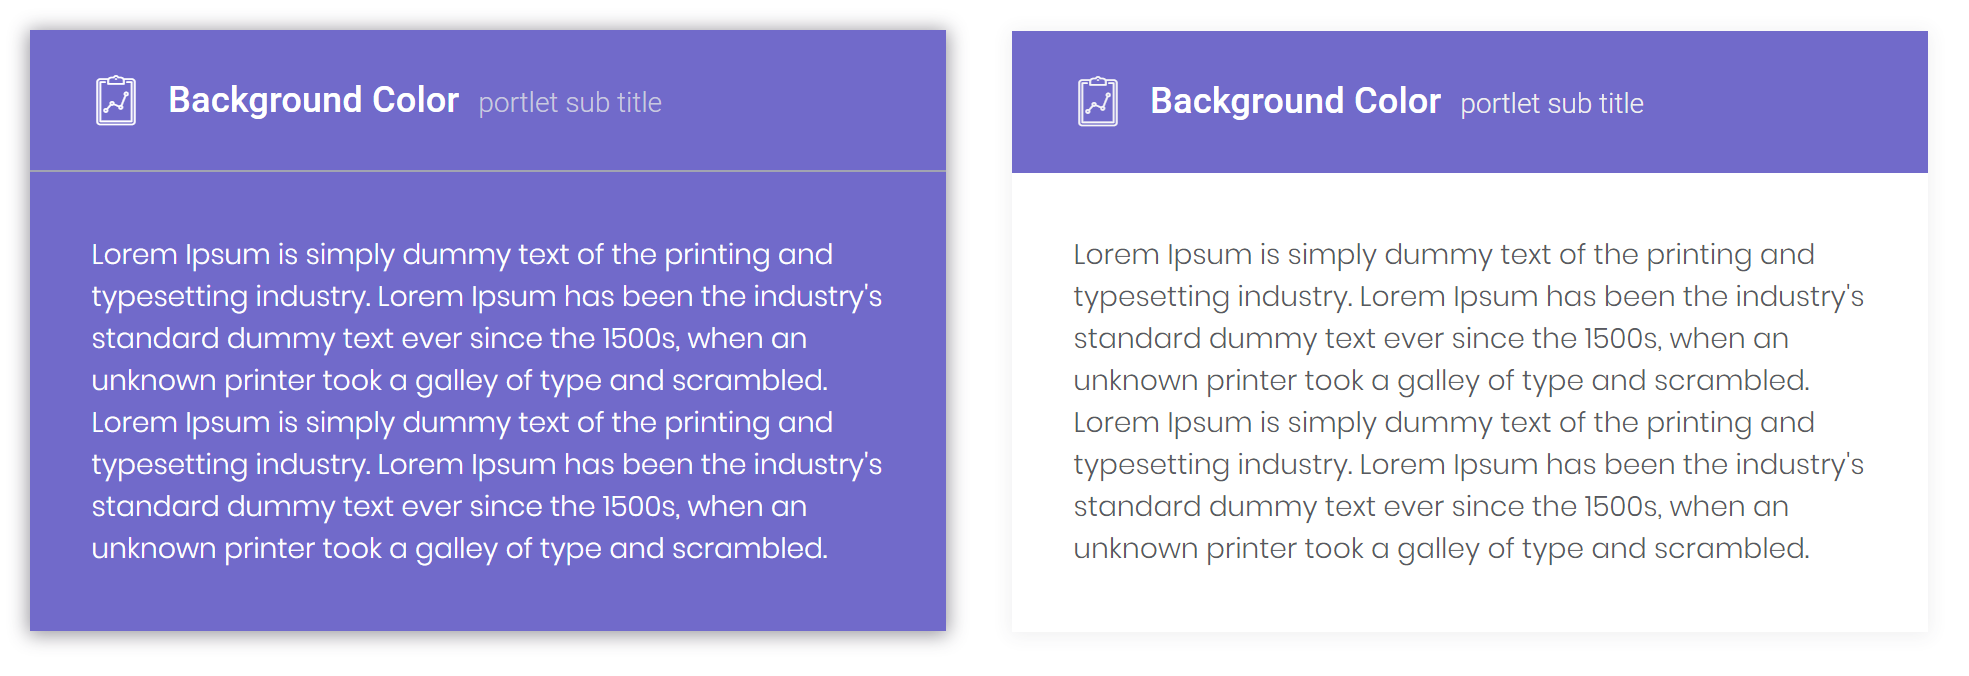 Background Color portlet sub title
Lorem Ipsum is simply dummy text of the printing and
typesetting industry. Lorem Ipsum has been the industry's
standard dummy text ever since the 1500s, when an
unknown printer took a galley of type and scrambled.
Lorem Ipsum is simply dummy text of the printing and
typesetting industry. Lorem Ipsum has been the industry's
standard dummy text ever since the 1500s, when an
unknown printer took a galley of type and scrambled.
Background Color portlet sub title
Lorem Ipsum is simply dummy text of the printing and
typesetting industry. Lorem Ipsum has been the industry's
standard dummy text ever since the 1500s, when an
unknown printer took a galley of type and scrambled.
Lorem Ipsum is simply dummy text of the printing and
typesetting industry. Lorem Ipsum has been the industry's
standard dummy text ever since the 1500s, when an
unknown printer took a galley of type and scrambled.